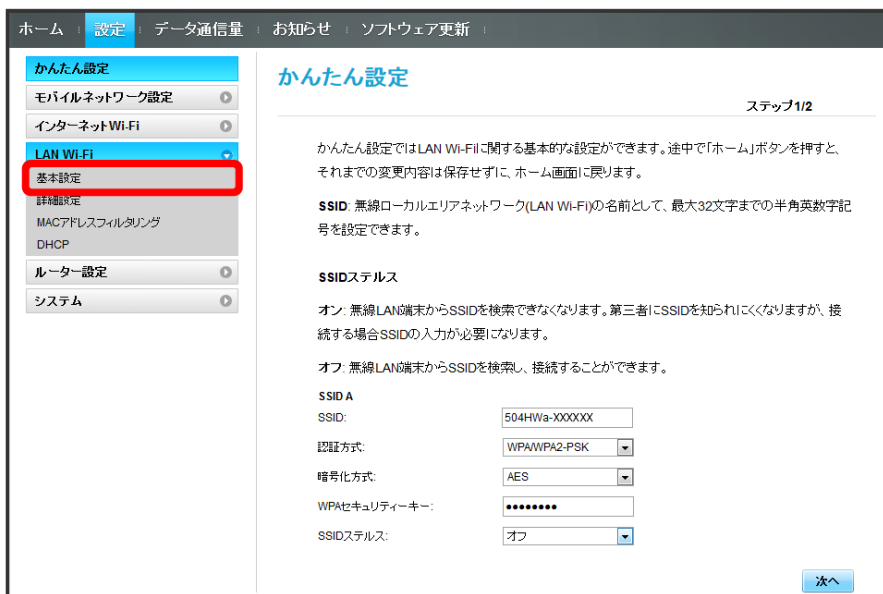 ホーム 設定 データ通信量 お知らせ ソフトウェア更新
かんたん設定
モバイルネットワーク設定
インターネットWi-Fi
LAN Wi-Fi
基本設定
詳細設定
MACアドレスフィルタリング
DHCP
ルーター設定
システム
かんたん設定
ステップ1/2
かんたん設定ではLAN Wi-Fiに関する基本的な設定ができます。途中で「ホーム」ボタンを押すと、
それまでの変更内容は保存せずに、ホーム画面に戻ります。
SSID: 無線ローカルエリアネットワーク(LAN Wi-Fi)の名前として、最大32文字までの半角英数字記
号を設定できます。
SSIDステルス
オン: 無線LAN端末からSSIDを検索できなくなります。第三者にSSIDを知られにくくなりますが、接
続する場合SSIDの入力が必要になります。
オフ: 無線LAN端末からSSIDを検索し、接続することができます。
SSID A
SSID: 504HWa-XXXXXX
認証方式: WPA/WPA2-PSK
暗号化方式: AES
WPAセキュリティーキー: ●●●●●●●●
SSIDステルス: オフ
次へ